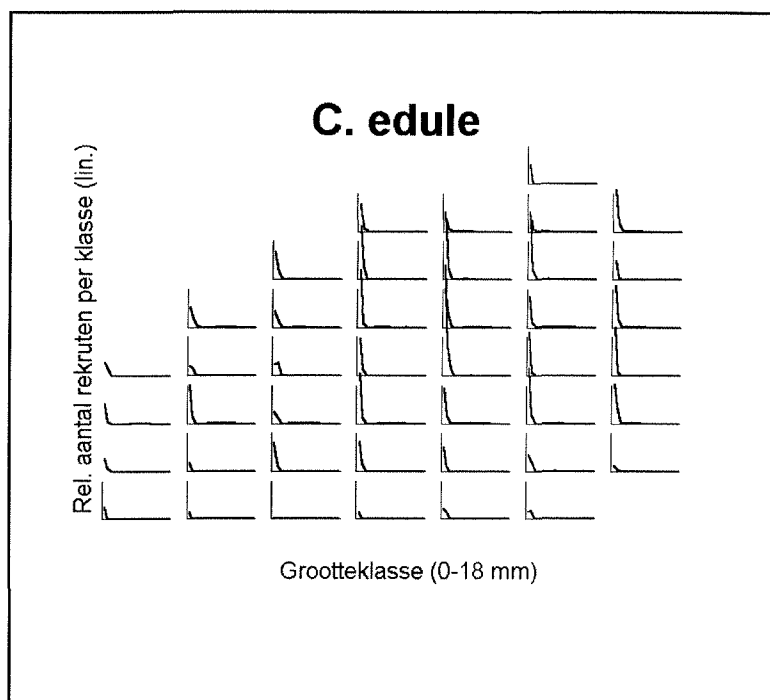 C. edule
Rel. aantal rekruten per klasse (lin.)
Grootteklasse (0-18 mm)